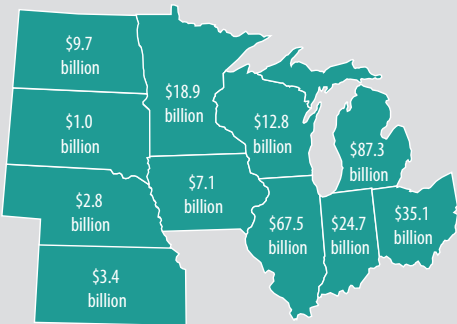 $9.7
billion
$18.9
billion
$1.0
billion
$12.8
billion
$87.3
billion
$2.8
billion
$7.1
billion
$67.5
billion
$24.7
billion
$35.1
billion
$3.4
billion